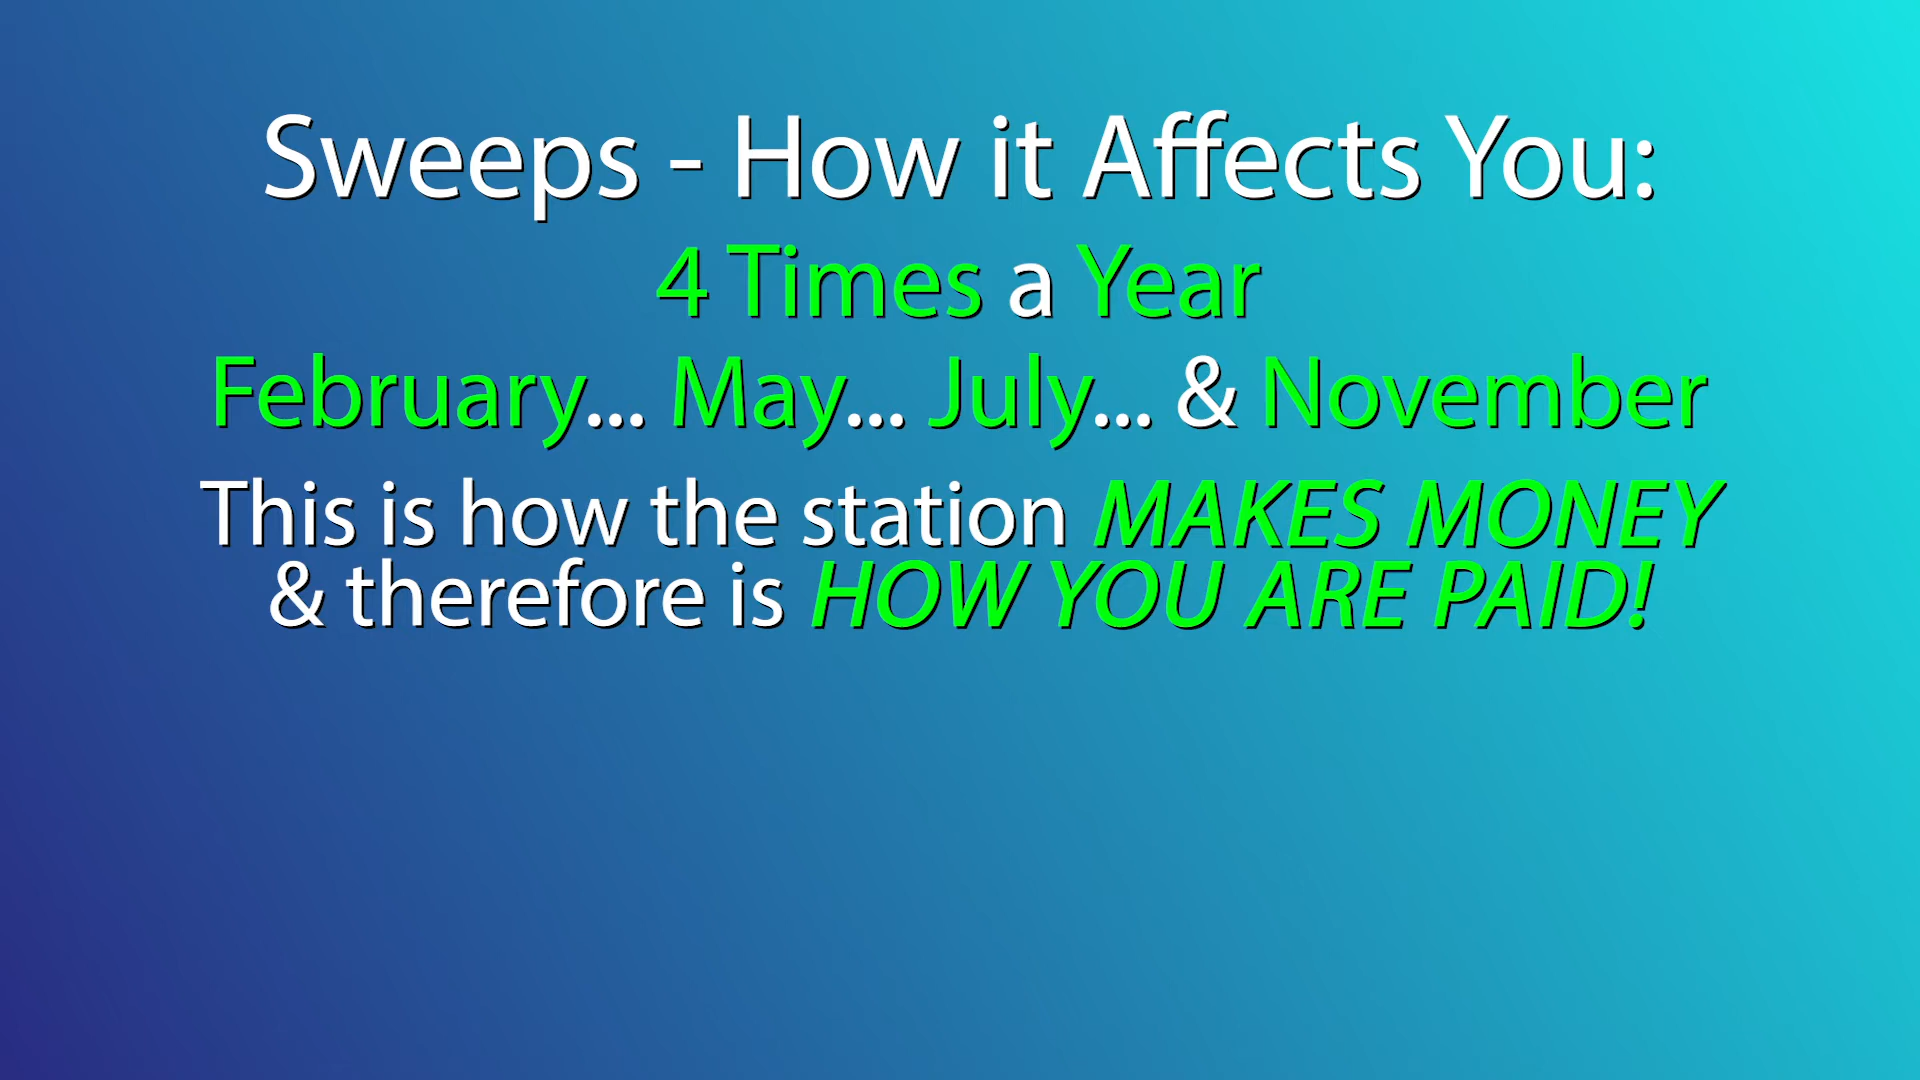 Sweeps - How it Affects You:
4 Times a Year
February... May... July... & November
This is how the station MAKES MONEY
& therefore is HOW YOU ARE PAID!